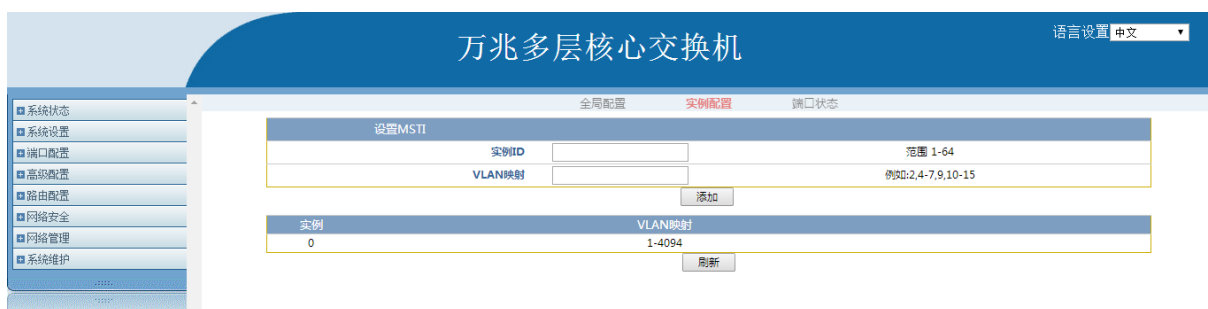 万兆多层核心交换机
语言设置 中文
系统状态
系统设置
端口配置
高级配置
路由配置
网络安全
网络管理
系统维护
全局配置 实例配置 端口状态
设置MSTI
实例ID 范围 1-64
VLAN映射 例如:2,4-7,9,10-15
添加
实例 VLAN映射
0 1-4094
刷新